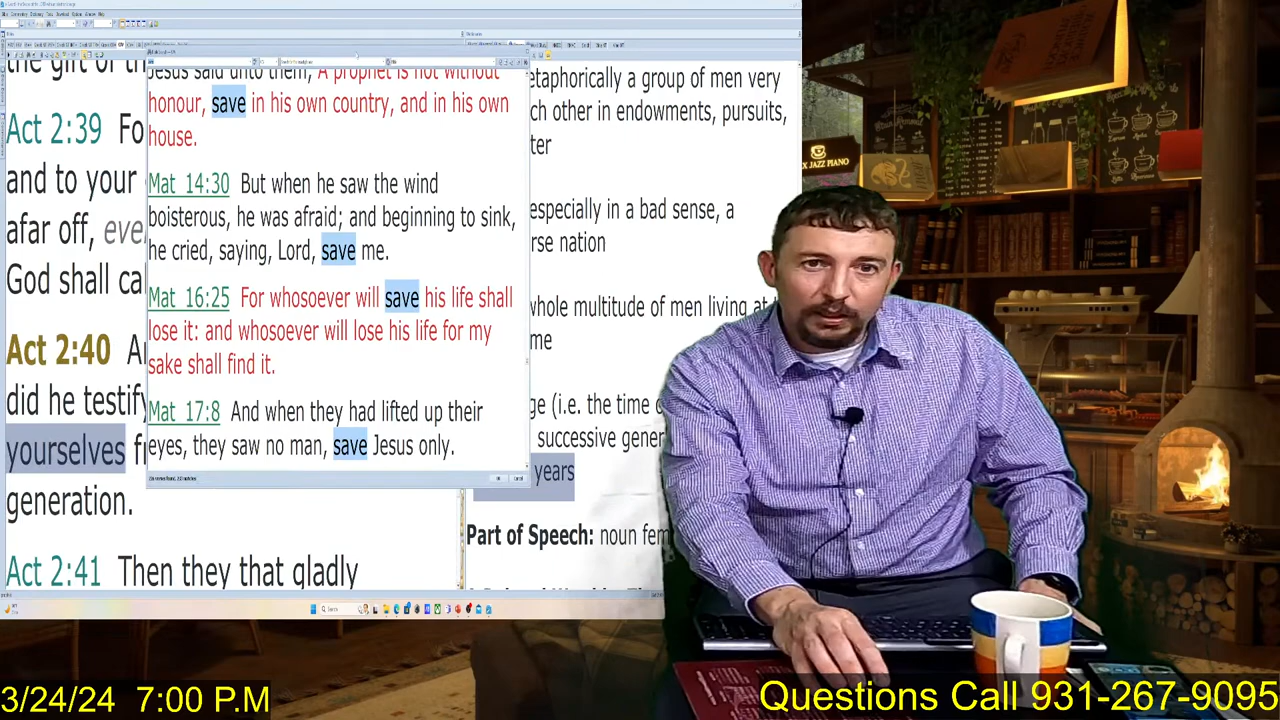 the gift of th
Act 2:39 Fo
and to your
afar off, eve
God shall ca
Act 2:40 A
did he testify
yourselves f
generation.
Act 2:41 Then they that gladly
Jesus said unto them, A prophet is not without
honour, save in his own country, and in his own
house.
Mat 14:30 But when he saw the wind
boisterous, he was afraid; and beginning to sink,
he cried, saying, Lord, save me.
Mat 16:25 For whosoever will save his life shall
lose it: and whosoever will lose his life for my
sake shall find it.
Mat 17:8 And when they had lifted up their
eyes, they saw no man, save Jesus only.
etaphorically a group of men very
ch other in endowments, pursuits,
ter
especially in a bad sense, a
rse nation
whole multitude of men living at
me
ge (i.e. the time
successive gener
years
Part of Speech: noun fem
X JAZZ PIANO
3/24/24 7:00 P.M
Questions Call 931-267-9095